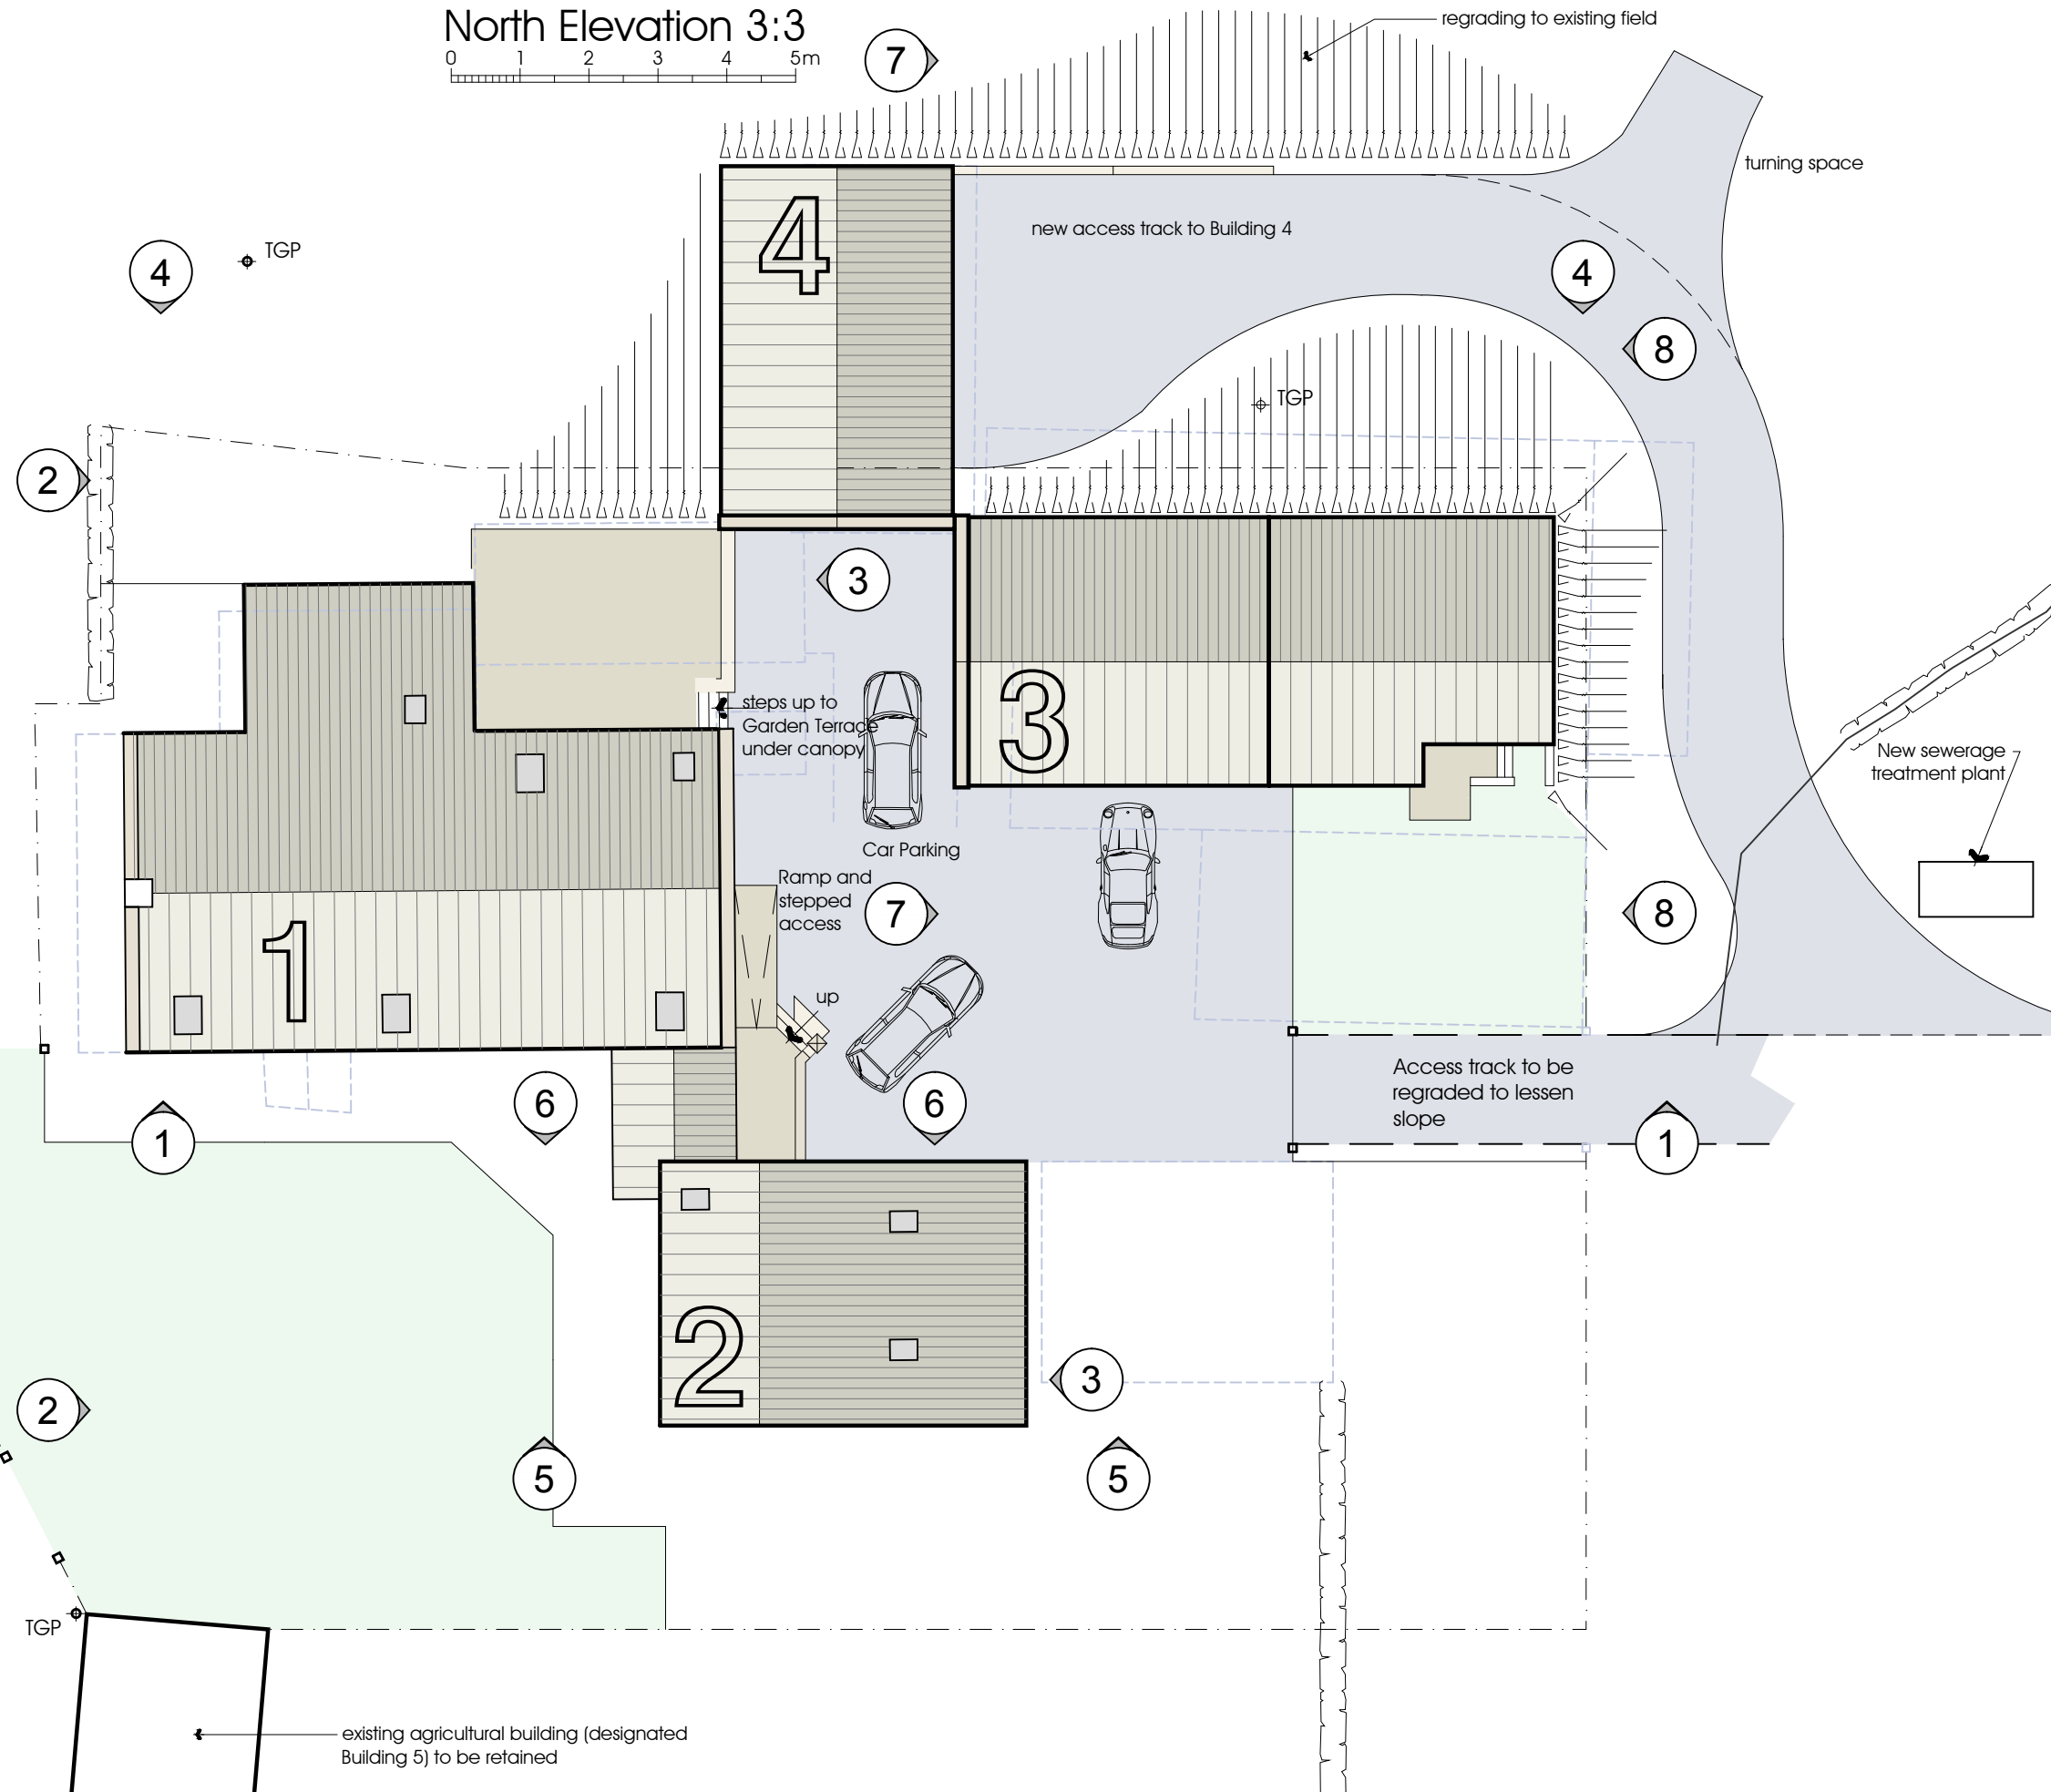 North Elevation 3:3
0 1 2 3 4 5m
regrading to existing field
7
turning space
4
new access track to Building 4
TGP
4
4
8
TGP
2
3
steps up to
Garden Terrace
under canopy
3
New sewerage
treatment plant
Car Parking
Ramp and
stepped
access
7
8
1
up
Access track to be
regraded to lessen
slope
6
6
1
1
2
3
2
5
5
TGP
existing agricultural building (designated
Building 5) to be retained